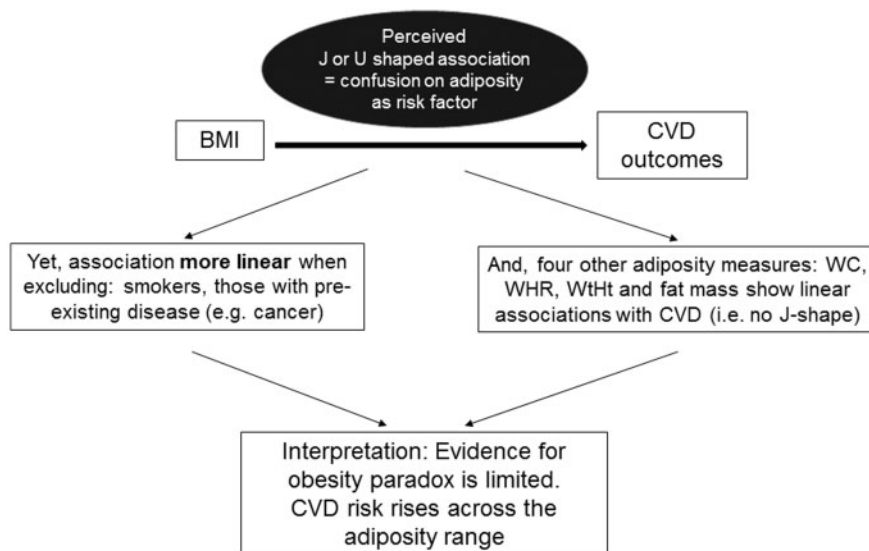 Perceived
J or U shaped association
= confusion on adiposity
as risk factor
BMI
CVD
outcomes
Yet, association more linear when
excluding: smokers, those with pre-
existing disease (e.g. cancer)
And, four other adiposity measures: WC,
WHR, WtHt and fat mass show linear
associations with CVD (i.e. no J-shape)
Interpretation: Evidence for
obesity paradox is limited.
CVD risk rises across the
adiposity range